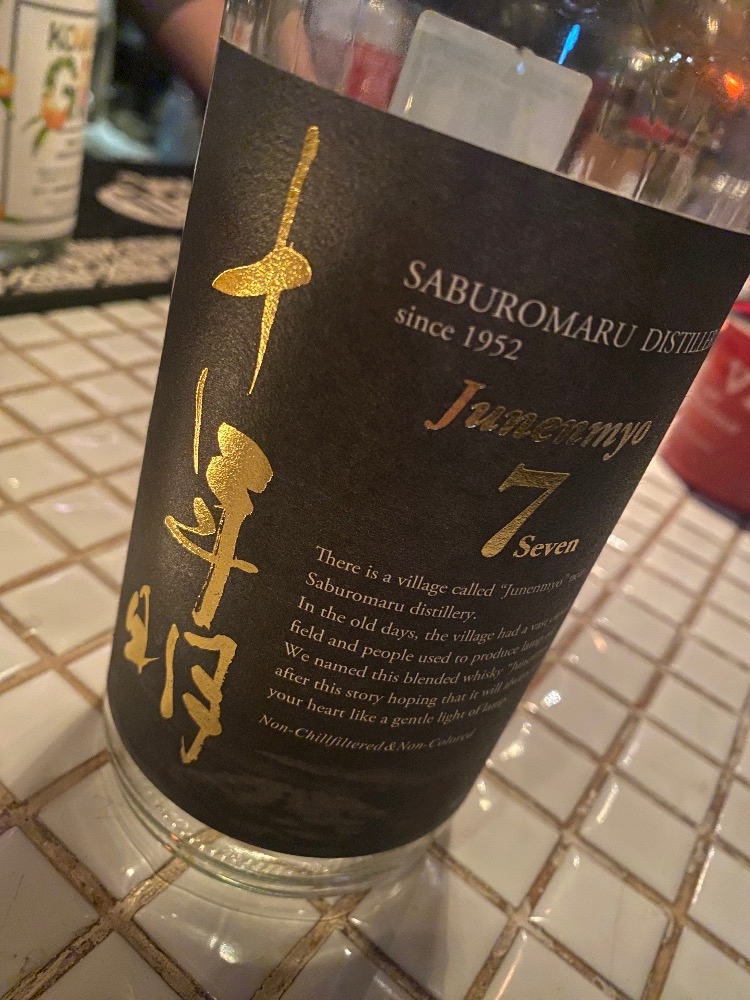 十年明
SABUROMARU DISTILLE
since 1952
Junenmyo
7
Seven
There is a village called "Junenmyo"
Saburomaru distillery.
In the old days, the village had a vast
field and people used to produce lamp
We named this blended whisky
after this story hoping that it will
your heart like a gentle light of lamp
Non-Chillfiltered & Non-Colored